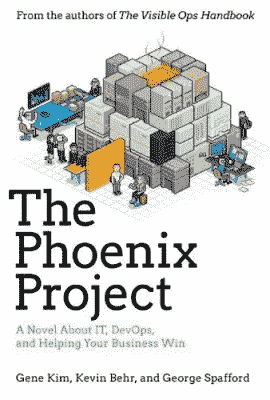 From the authors of The Visible Ops Handbook
The
Phoenix
Project
A Novel About IT, DevOps,
and Helping Your Business Win
Gene Kim, Kevin Behr, and George Spafford